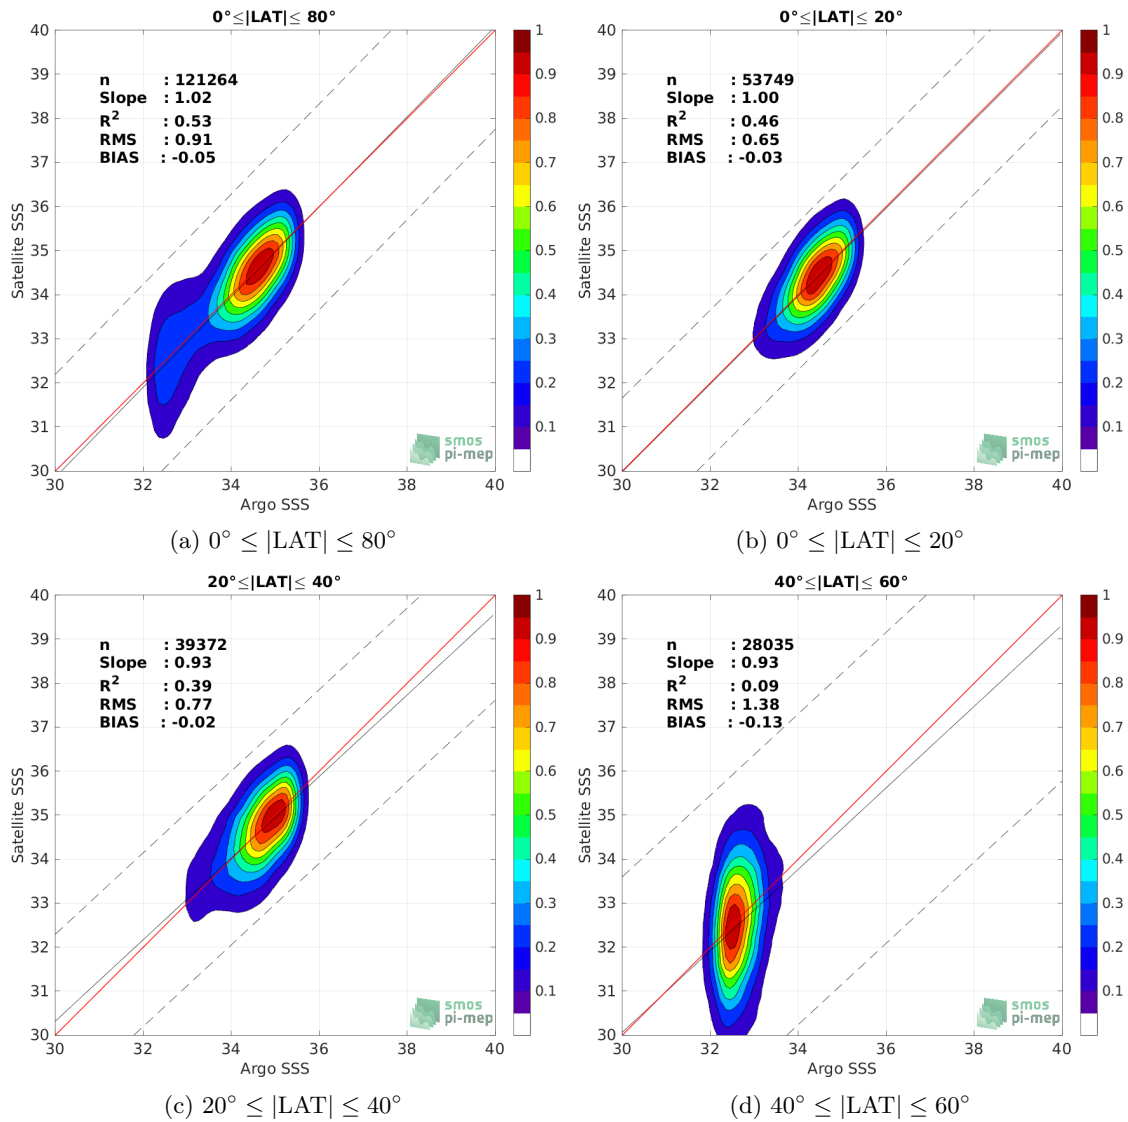 0°≤|LAT|≤ 80°
n : 121264
Slope : 1.02
R² : 0.53
RMS : 0.91
BIAS : -0.05
Satellite SSS
40
39
38
37
36
35
34
33
32
31
30
30 32 34 36 38 40
Argo SSS
smos
pi-mep
1
0.9
0.8
0.7
0.6
0.5
0.4
0.3
0.2
0.1
(a) 0° ≤ |LAT| ≤ 80°
0°≤|LAT|≤ 20°
n : 53749
Slope : 1.00
R² : 0.46
RMS : 0.65
BIAS : -0.03
Satellite SSS
40
39
38
37
36
35
34
33
32
31
30
30 32 34 36 38 40
Argo SSS
smos
pi-mep
1
0.9
0.8
0.7
0.6
0.5
0.4
0.3
0.2
0.1
(b) 0° ≤ |LAT| ≤ 20°
20°≤|LAT|≤ 40°
n : 39372
Slope : 0.93
R² : 0.39
RMS : 0.77
BIAS : -0.02
Satellite SSS
40
39
38
37
36
35
34
33
32
31
30
30 32 34 36 38 40
Argo SSS
smos
pi-mep
1
0.9
0.8
0.7
0.6
0.5
0.4
0.3
0.2
0.1
(c) 20° ≤ |LAT| ≤ 40°
40°≤|LAT|≤ 60°
n : 28035
Slope : 0.93
R² : 0.09
RMS : 1.38
BIAS : -0.13
Satellite SSS
40
39
38
37
36
35
34
33
32
31
30
30 32 34 36 38 40
Argo SSS
smos
pi-mep
1
0.9
0.8
0.7
0.6
0.5
0.4
0.3
0.2
0.1
(d) 40° ≤ |LAT| ≤ 60°